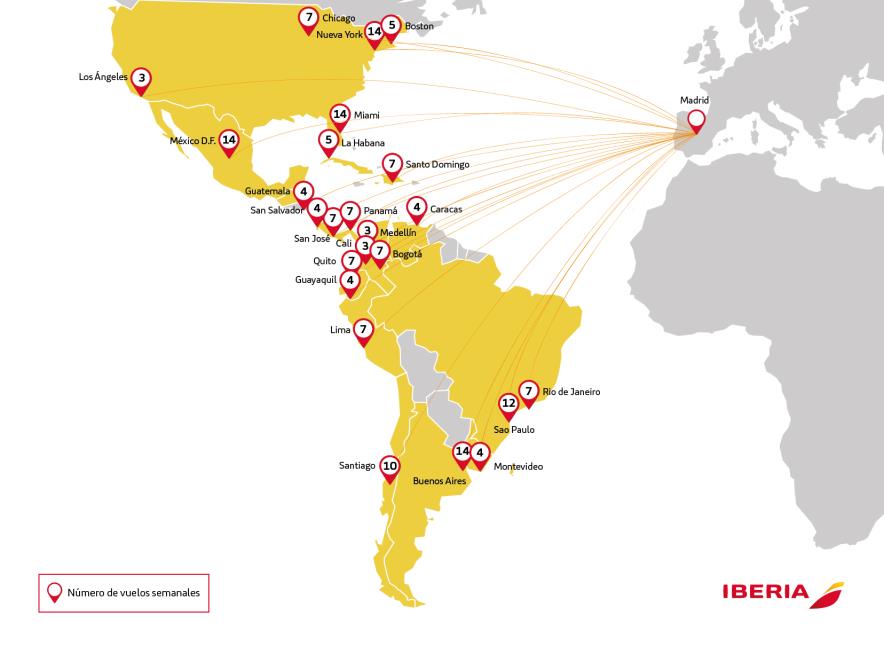 7 Chicago
Nueva York 14
5 Boston
Los Ángeles 3
Madrid
14 Miami
México D.F. 14
5 La Habana
7 Santo Domingo
Guatemala 4
San Salvador 4
7 Panamá
4 Caracas
San José 7
3 Medellín
Cali 3
7 Bogotá
Quito 7
Guayaquil 4
Lima 7
7 Rio de Janeiro
12
Sao Paulo
14
Buenos Aires
4
Montevideo
Santiago 10
Número de vuelos semanales
IBERIA